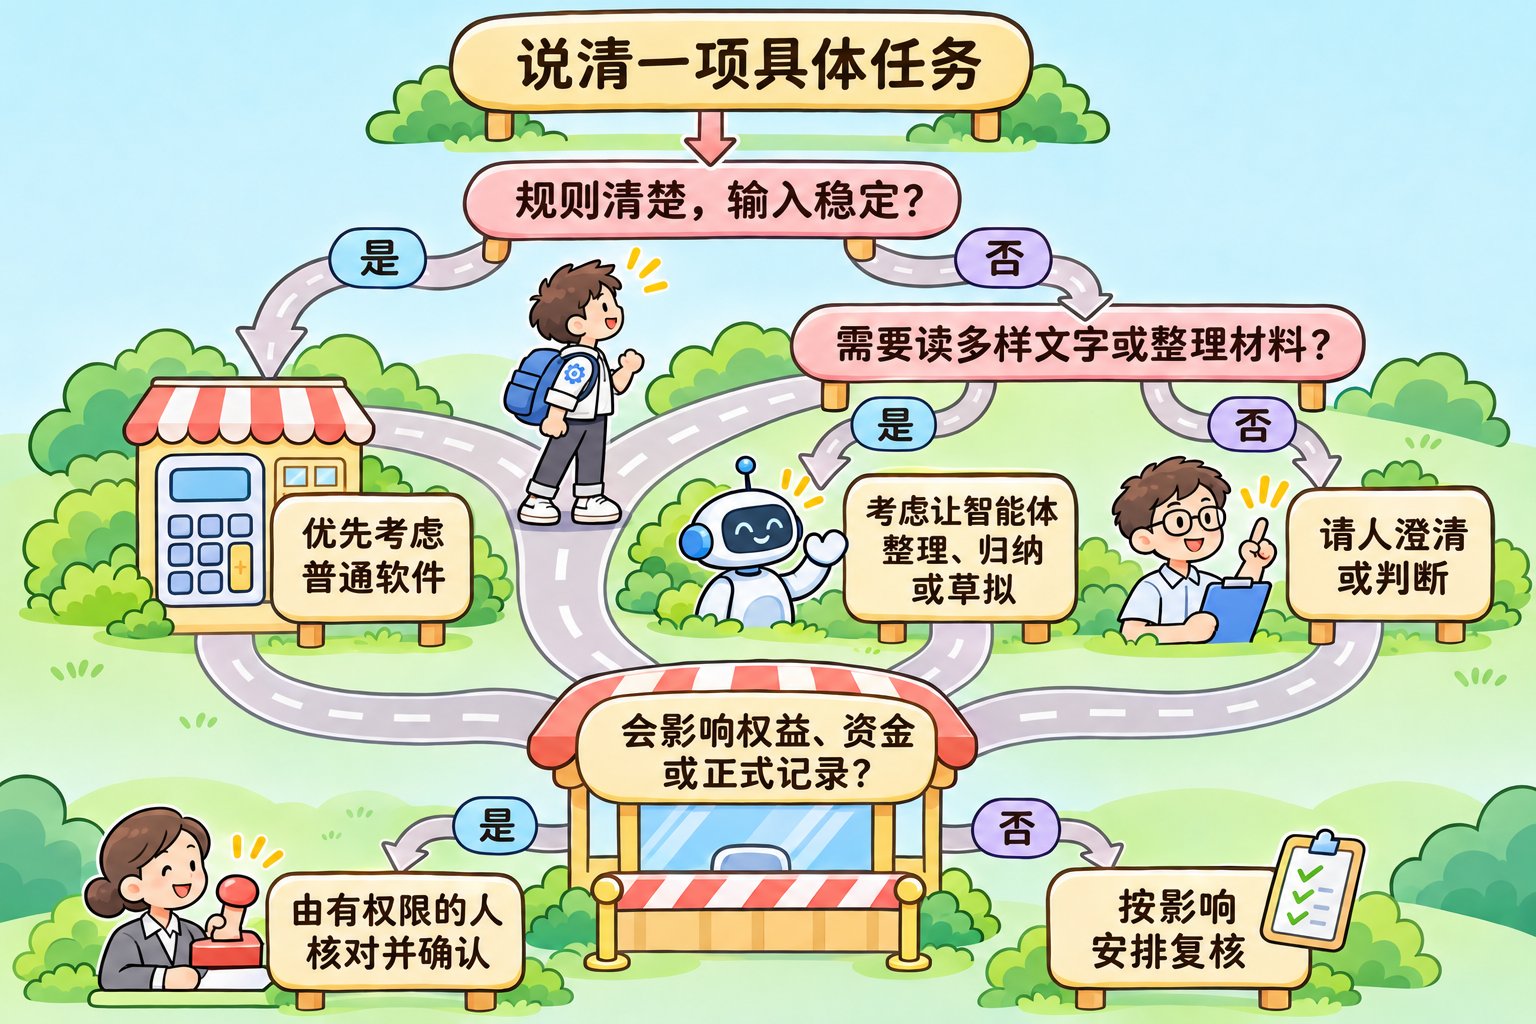 说清一项具体任务
规则清楚，输入稳定？
是
否
需要读多样文字或整理材料？
是
否
优先考虑
普通软件
考虑让智能体
整理、归纳
或草拟
请人澄清
或判断
会影响权益、资金
或正式记录？
是
否
由有权限的人
核对并确认
按影响
安排复核